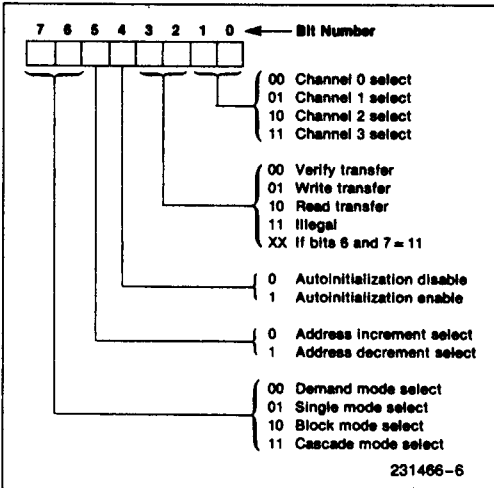 7 6 5 4 3 2 1 0 Bit Number
00 Channel 0 select
01 Channel 1 select
10 Channel 2 select
11 Channel 3 select
00 Verify transfer
01 Write transfer
10 Read transfer
11 Illegal
XX If bits 6 and 7 = 11
0 Autoinitialization disable
1 Autoinitialization enable
0 Address increment select
1 Address decrement select
00 Demand mode select
01 Single mode select
10 Block mode select
11 Cascade mode select
231466-6